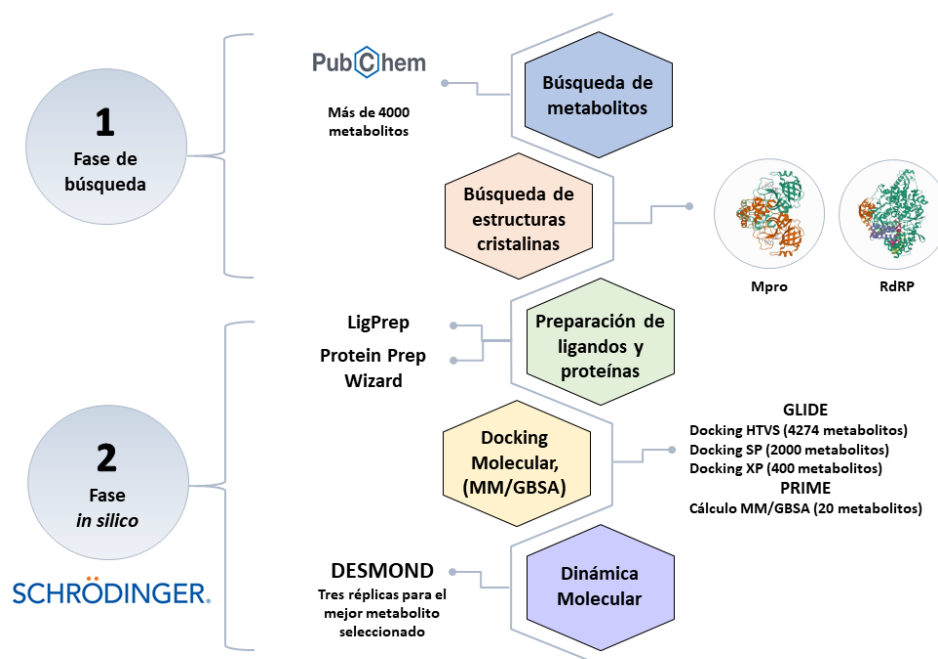 1
Fase de
búsqueda
PubChem
Más de 4000
metabolitos
Búsqueda de
metabolitos
Búsqueda de
estructuras
cristalinas
Mpro
RdRP
2
Fase
in silico
SCHRÖDINGER.
LigPrep
Protein Prep
Wizard
Preparación de
ligandos y
proteínas
Docking
Molecular,
(MM/GBSA)
GLIDE
Docking HTVS (4274 metabolitos)
Docking SP (2000 metabolitos)
Docking XP (400 metabolitos)
PRIME
Cálculo MM/GBSA (20 metabolitos)
DESMOND
Tres réplicas para el
mejor metabolito
seleccionado
Dinámica
Molecular